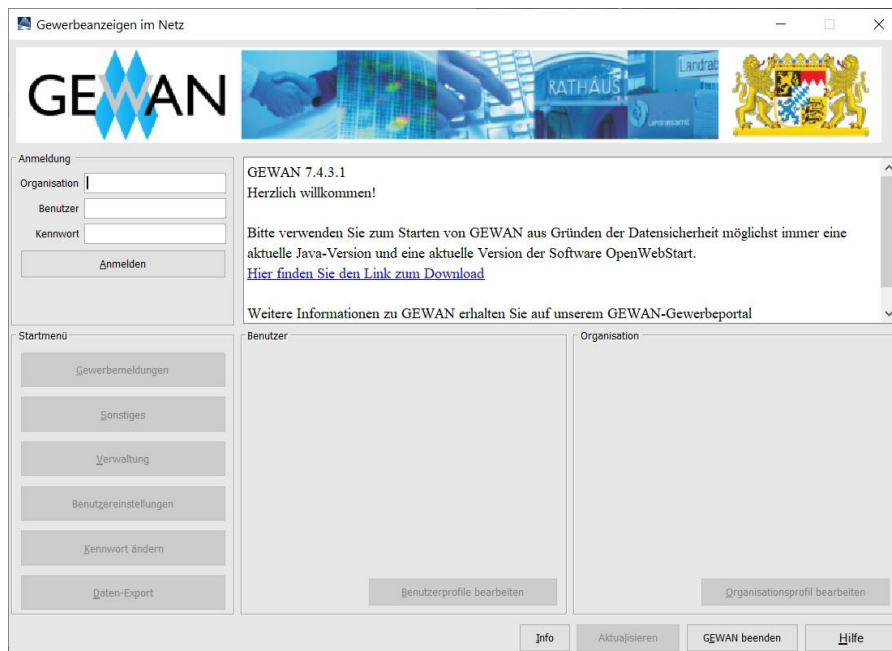 Gewerbeanzeigen im Netz
GEWAN
RATHAUS
Landrat
Landratsamt
Anmeldung
Organisation
Benutzer
Kennwort
Anmelden
GEWAN 7.4.3.1
Herzlich willkommen!
Bitte verwenden Sie zum Starten von GEWAN aus Gründen der Datensicherheit möglichst immer eine
aktuelle Java-Version und eine aktuelle Version der Software OpenWebStart.
Hier finden Sie den Link zum Download
Weitere Informationen zu GEWAN erhalten Sie auf unserem GEWAN-Gewerbeportal
Startmenü
Gewerbemeldungen
Sonstiges
Verwaltung
Benutzereinstellungen
Kennwort ändern
Daten-Export
Benutzer
Benutzerprofile bearbeiten
Organisation
Organisationsprofil bearbeiten
Info
Aktualisieren
GEWAN beenden
Hilfe